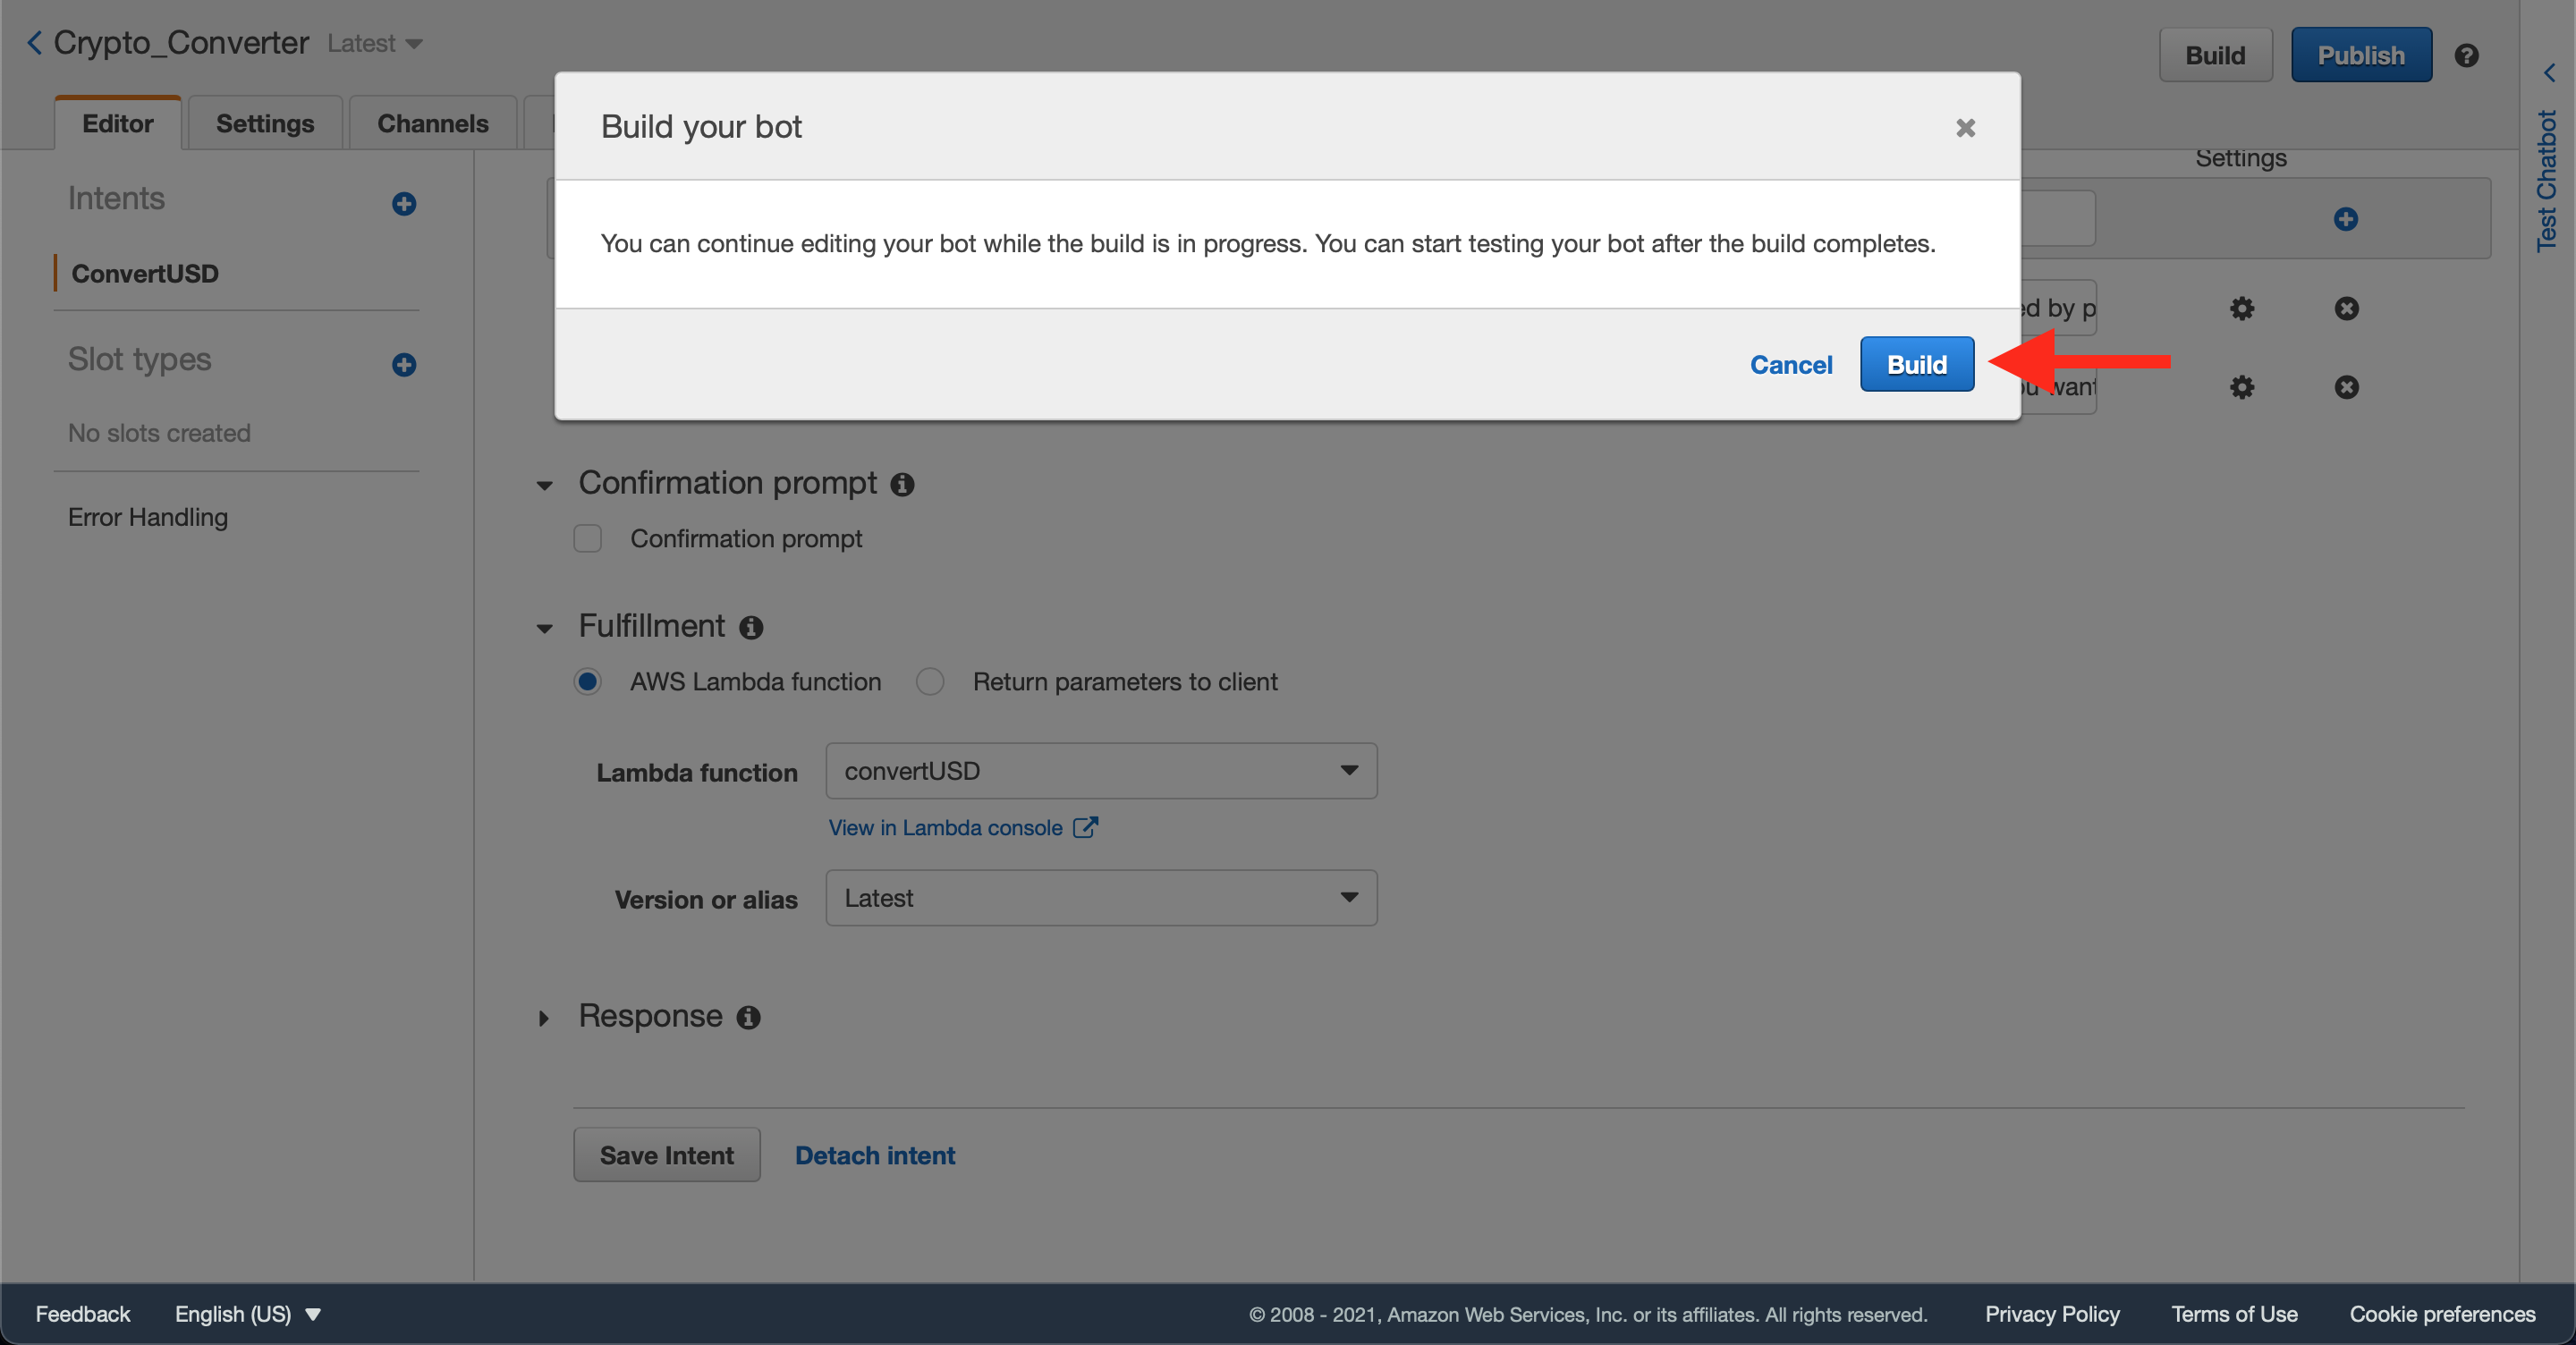 Crypto_Converter Latest
Build
Publish
Editor
Settings
Channels
Build your bot
You can continue editing your bot while the build is in progress. You can start testing your bot after the build completes.
Cancel
Build
Settings
Test Chatbot
ed by p
ou want
Intents
ConvertUSD
Slot types
No slots created
Error Handling
Confirmation prompt
Confirmation prompt
Fulfillment
AWS Lambda function
Return parameters to client
Lambda function
convertUSD
View in Lambda console
Version or alias
Latest
Response
Save Intent
Detach intent
Feedback
English (US)
© 2008 - 2021, Amazon Web Services, Inc. or its affiliates. All rights reserved.
Privacy Policy
Terms of Use
Cookie preferences